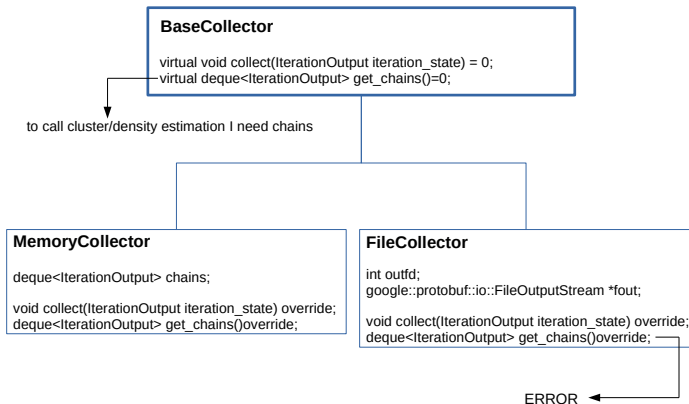 BaseCollector
virtual void collect(IterationOutput iteration_state) = 0;
virtual deque<IterationOutput> get_chains()=0;
to call cluster/density estimation I need chains
MemoryCollector
deque<IterationOutput> chains;
void collect(IterationOutput iteration_state) override;
deque<IterationOutput> get_chains()override;
FileCollector
int outfd;
google::protobuf::io::FileOutputStream *fout;
void collect(IterationOutput iteration_state) override;
deque<IterationOutput> get_chains()override;
ERROR